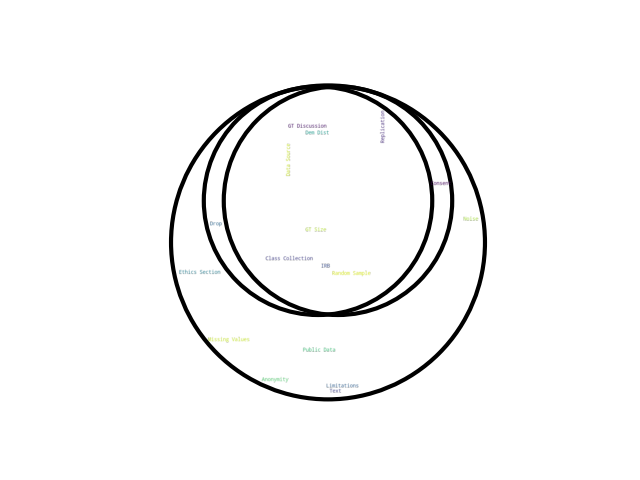 Replication
GT Discussion
Dem Dist
Data Source
onsen
Noise
Drop
GT Size
Class Collection
IRB
Ethics Section
Random Sample
Missing Values
Public Data
Anonymity
Limitations
Text